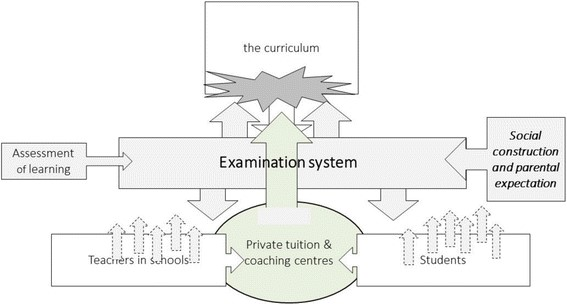 the curriculum
Examination system
Assessment
of learning
Social
construction
and parental
expectation
Private tuition &
coaching centres
Teachers in schools
Students